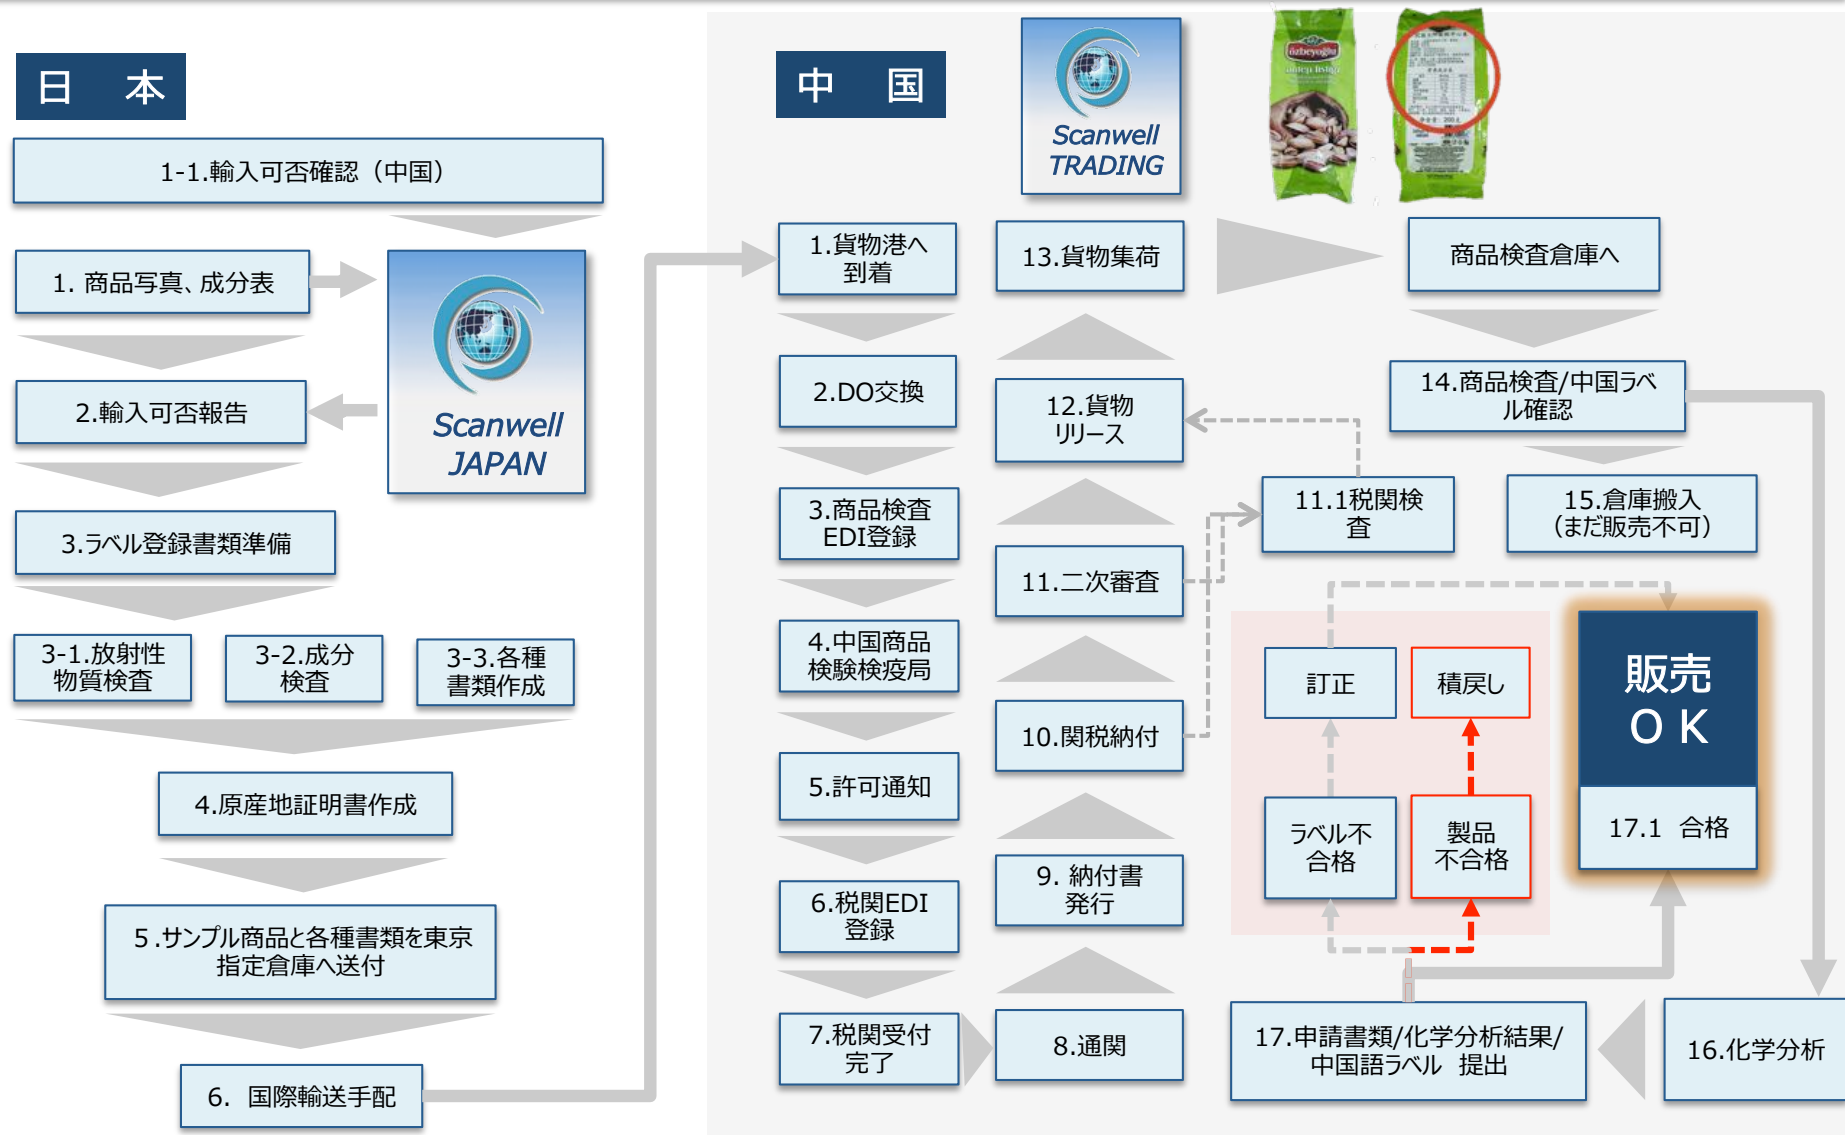 日 本
1-1.輸入可否確認（中国）
1. 商品写真、成分表
2.輸入可否報告
Scanwell
JAPAN
3.ラベル登録書類準備
3-1.放射性
物質検査
3-2.成分
検査
3-3.各種
書類作成
4.原産地証明書作成
5.サンプル商品と各種書類を東京
指定倉庫へ送付
6. 国際輸送手配
中 国
Scanwell
TRADING
özbeyoğlu
1.貨物港へ
到着
2.DO交換
3.商品検査
EDI登録
4.中国商品
検験検疫局
5.許可通知
6.税関EDI
登録
7.税関受付
完了
8.通関
9. 納付書
発行
10.関税納付
11.二次審査
11.1税関検
査
12.貨物
リリース
13.貨物集荷
商品検査倉庫へ
14.商品検査/中国ラベ
ル確認
15.倉庫搬入
（まだ販売不可）
16.化学分析
17.申請書類/化学分析結果/
中国語ラベル 提出
ラベル不
合格
訂正
製品
不合格
積戻し
販売
ＯＫ
17.1 合格